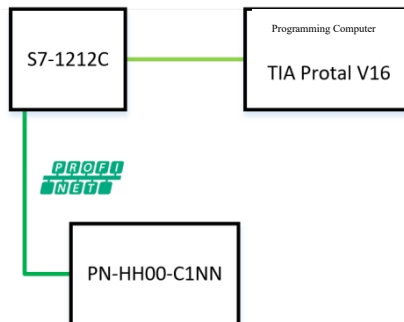 S7-1212C
Programming Computer
TIA Protal V16
PROFI
NET
PN-HH00-C1NN